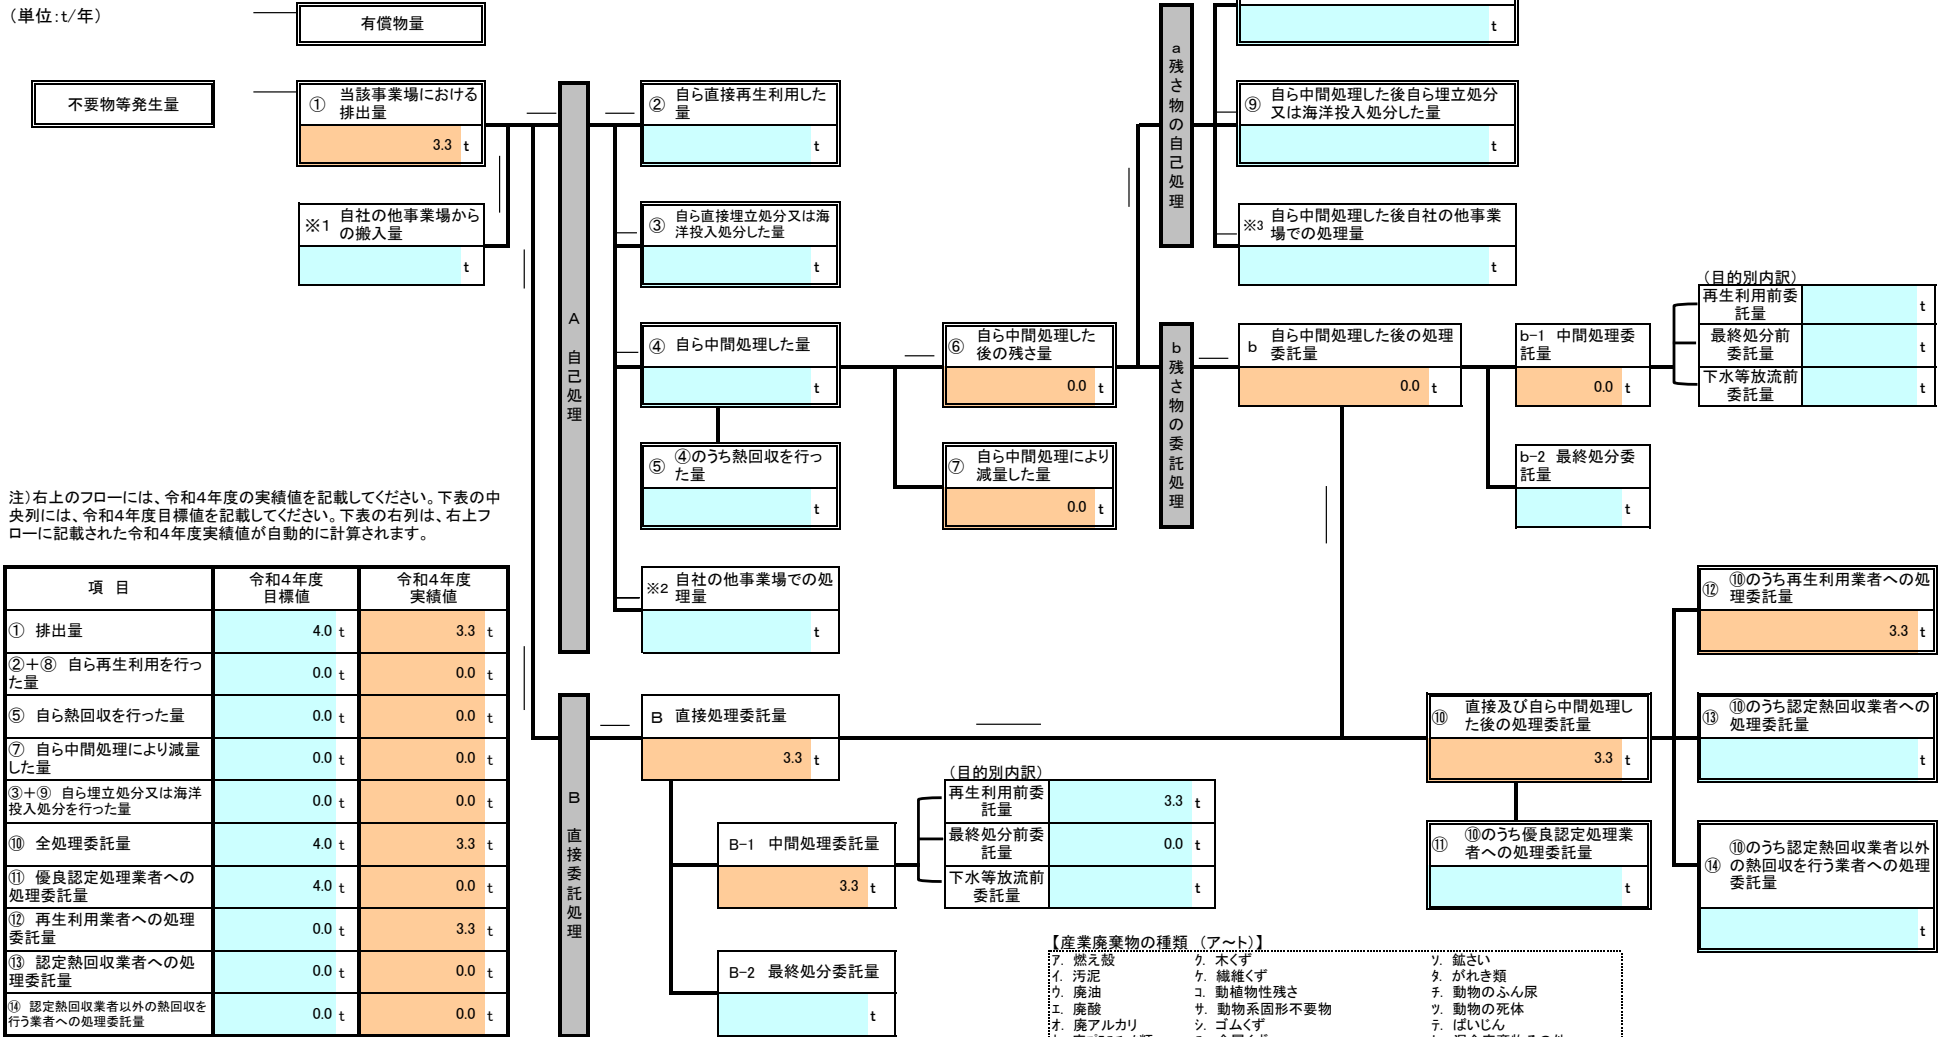 (単位:t/年)
有償物量
t
不要物等発生量
① 当該事業場における
排出量
3.3 t
※1 自社の他事業場から
の搬入量
t
A 自己処理
② 自ら直接再生利用した
量
t
③ 自ら直接埋立処分又は海
洋投入処分した量
t
④ 自ら中間処理した量
t
⑤ ④のうち熱回収を行っ
た量
t
※2 自社の他事業場での処
理量
t
⑥ 自ら中間処理した
後の残さ量
0.0 t
⑦ 自ら中間処理により
減量した量
0.0 t
a 残さ物の自己処理
⑨ 自ら中間処理した後自ら埋立処分
又は海洋投入処分した量
t
※3 自ら中間処理した後自社の他事業
場での処理量
t
b 残さ物の委託処理
b 自ら中間処理した後の処理
委託量
0.0 t
b-1 中間処理委
託量
0.0 t
b-2 最終処分委
託量
t
(目的別内訳)
再生利用前委
託量 t
最終処分前
委託量 t
下水等放流前
委託量 t
注)右上のフローには、令和4年度の実績値を記載してください。下表の中
央列には、令和4年度目標値を記載してください。下表の右列は、右上フ
ローに記載された令和4年度実績値が自動的に計算されます。
項 目 令和4年度
目標値 令和4年度
実績値
① 排出量 4.0 t 3.3 t
②+⑧ 自ら再生利用を行っ
た量 0.0 t 0.0 t
⑤ 自ら熱回収を行った量 0.0 t 0.0 t
⑦ 自ら中間処理により減量
した量 0.0 t 0.0 t
③+⑨ 自ら埋立処分又は海洋
投入処分を行った量 0.0 t 0.0 t
⑩ 全処理委託量 4.0 t 3.3 t
⑪ 優良認定処理業者への
処理委託量 4.0 t 0.0 t
⑫ 再生利用業者への処理
委託量 0.0 t 3.3 t
⑬ 認定熱回収業者への処
理委託量 0.0 t 0.0 t
⑭ 認定熱回収業者以外の熱回収を
行う業者への処理委託量 0.0 t 0.0 t
B 直接委託処理
B 直接処理委託量
3.3 t
B-1 中間処理委託量
3.3 t
B-2 最終処分委託量
t
(目的別内訳)
再生利用前委
託量 3.3 t
最終処分前委
託量 0.0 t
下水等放流前
委託量 t
⑩ 直接及び自ら中間処理し
た後の処理委託量
3.3 t
⑪ ⑩のうち優良認定処理業
者への処理委託量
t
⑫ ⑩のうち再生利用業者への処
理委託量
3.3 t
⑬ ⑩のうち認定熱回収業者への
処理委託量
t
⑭ ⑩のうち認定熱回収業者以外
の熱回収を行う業者への処理
委託量
t
【産業廃棄物の種類 (ア~ト)】
ア. 燃え殻 ク. 木くず ソ. 鉱さい
イ. 汚泥 ケ. 繊維くず タ. がれき類
ウ. 廃油 コ. 動植物性残さ チ. 動物のふん尿
エ. 廃酸 サ. 動物系固形不要物 ツ. 動物の死体
オ. 廃アルカリ シ. ゴムくず テ. ばいじん